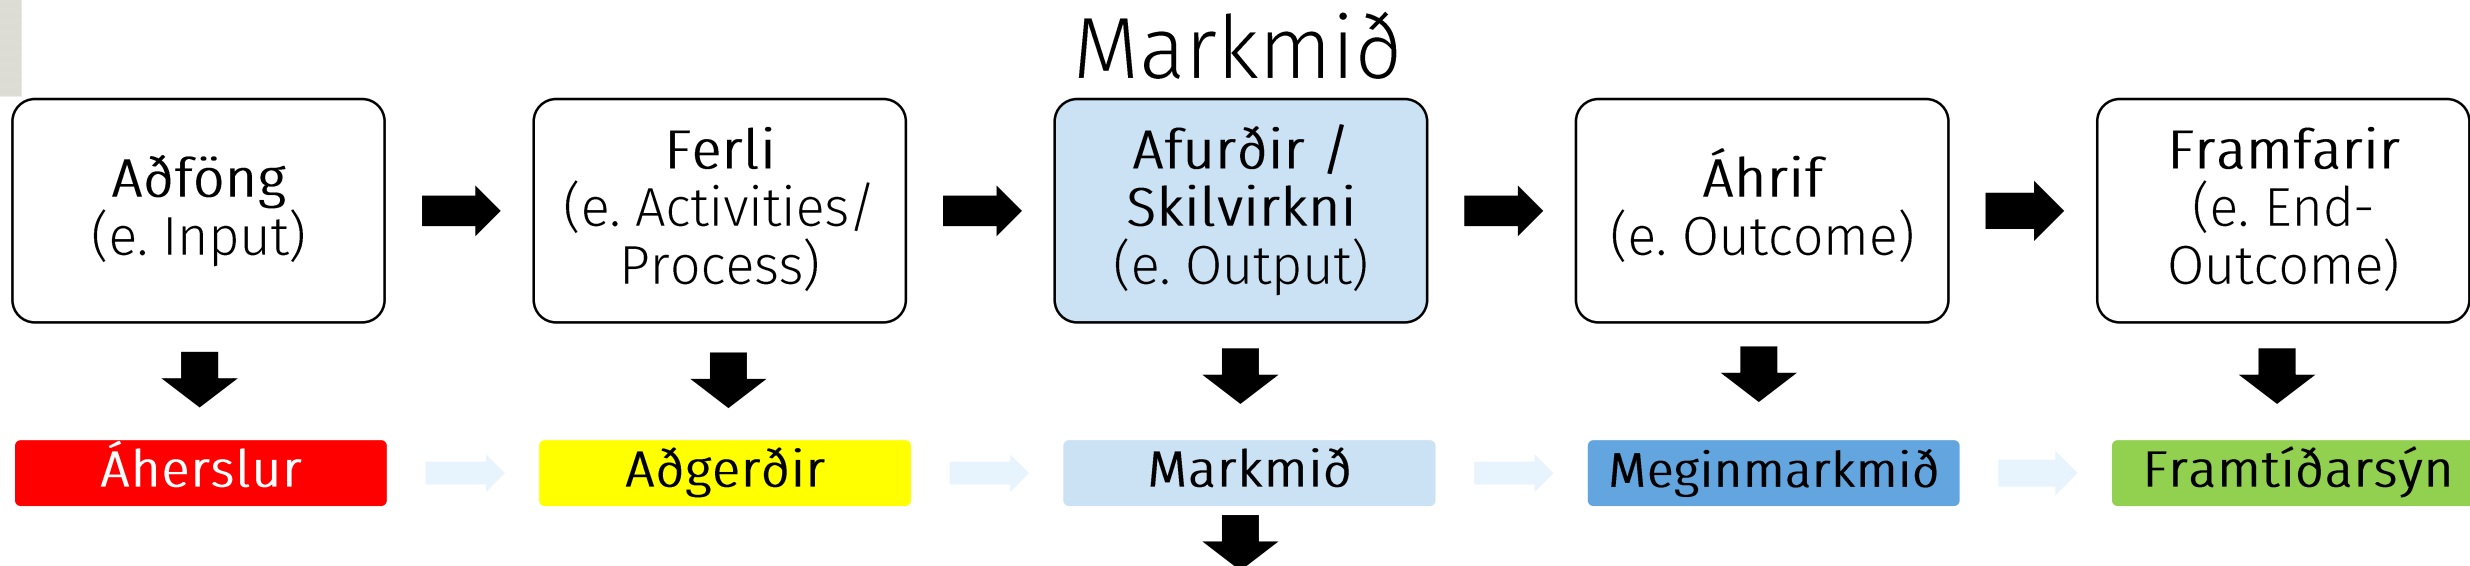 Markmið
Aðföng
(e. Input)
Ferli
(e. Activities/
Process)
Afurðir /
Skilvirkni
(e. Output)
Áhrif
(e. Outcome)
Framfarir
(e. End-
Outcome)
Áherslur
Aðgerðir
Markmið
Meginmarkmið
Framtíðarsýn